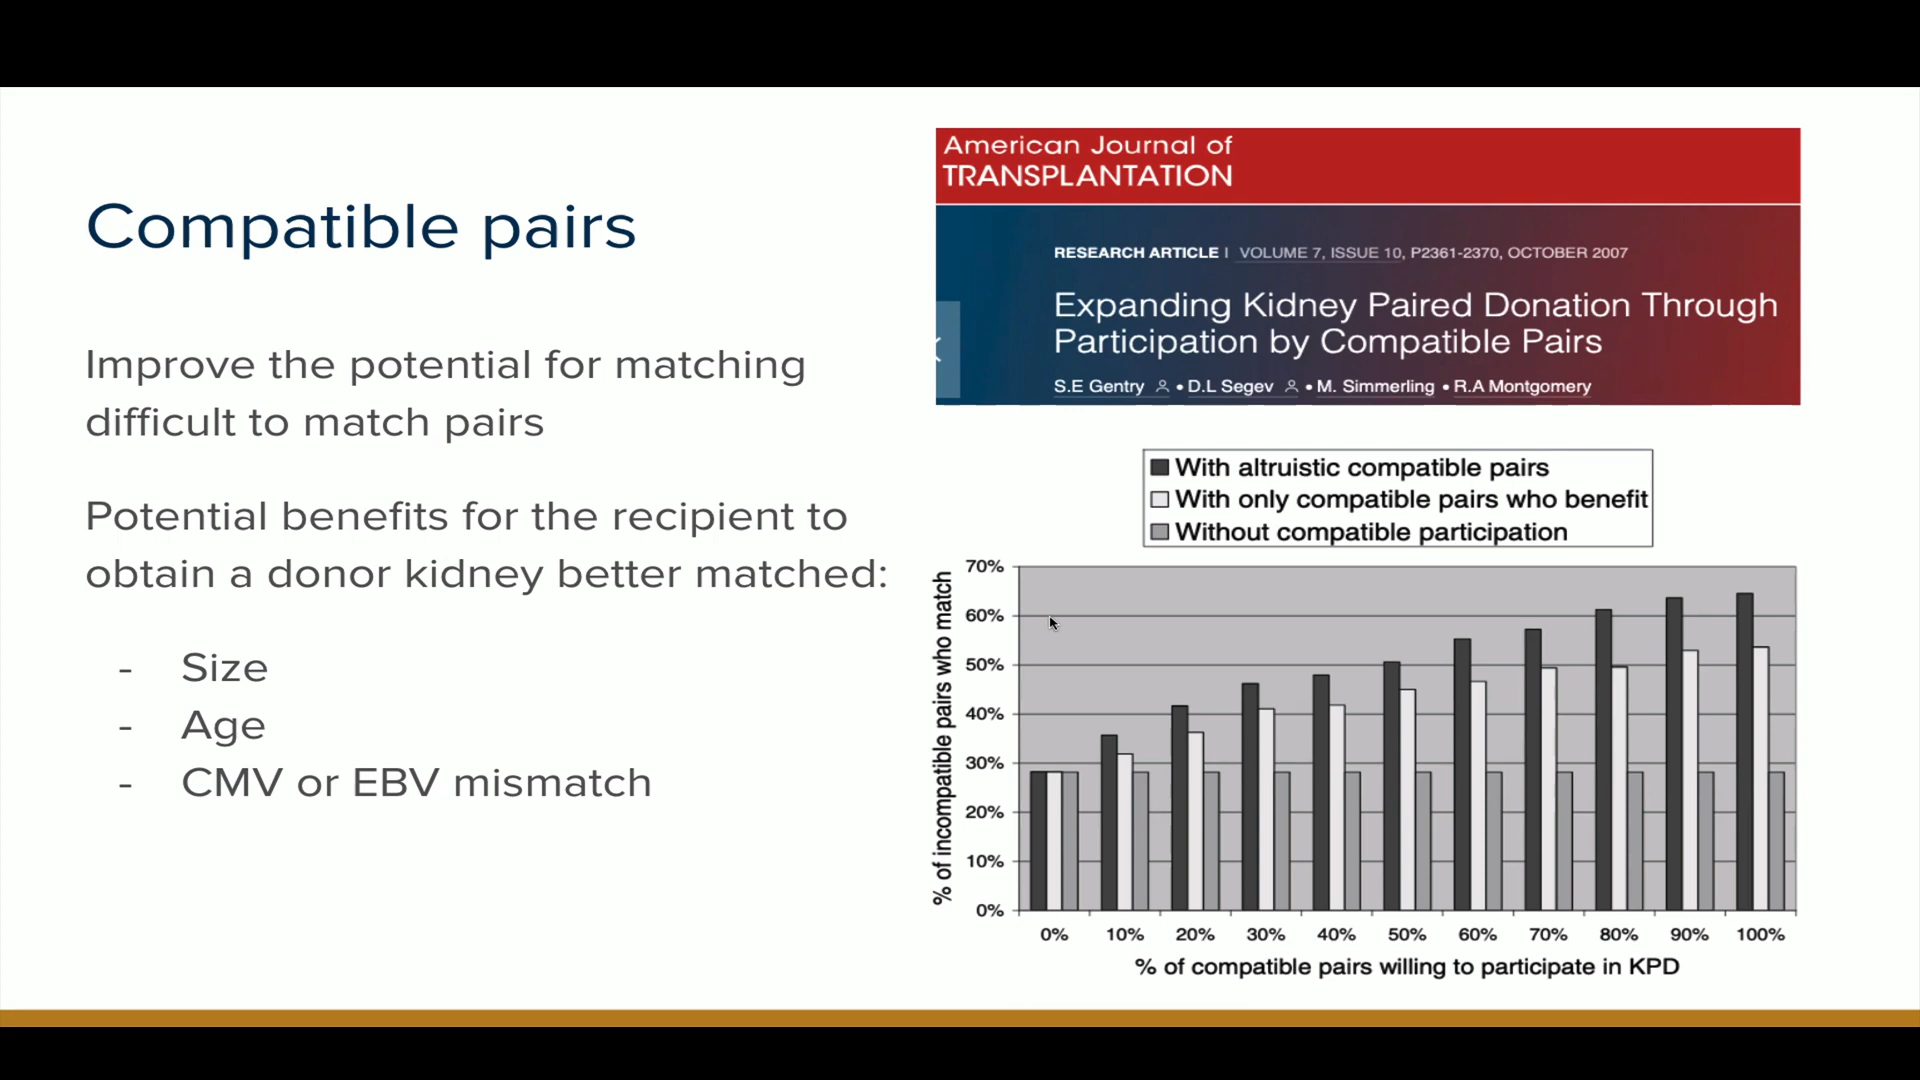 Compatible pairs
Improve the potential for matching
difficult to match pairs
Potential benefits for the recipient to
obtain a donor kidney better matched:
- Size
- Age
- CMV or EBV mismatch
American Journal of
TRANSPLANTATION
RESEARCH ARTICLE | VOLUME 7, ISSUE 10, P2361-2370, OCTOBER 2007
Expanding Kidney Paired Donation Through
Participation by Compatible Pairs
S.E Gentry • D.L Segev • M. Simmerling • R.A Montgomery
With altruistic compatible pairs
With only compatible pairs who benefit
Without compatible participation
% of incompatible pairs who match
70%
60%
50%
40%
30%
20%
10%
0%
0% 10% 20% 30% 40% 50% 60% 70% 80% 90% 100%
% of compatible pairs willing to participate in KPD